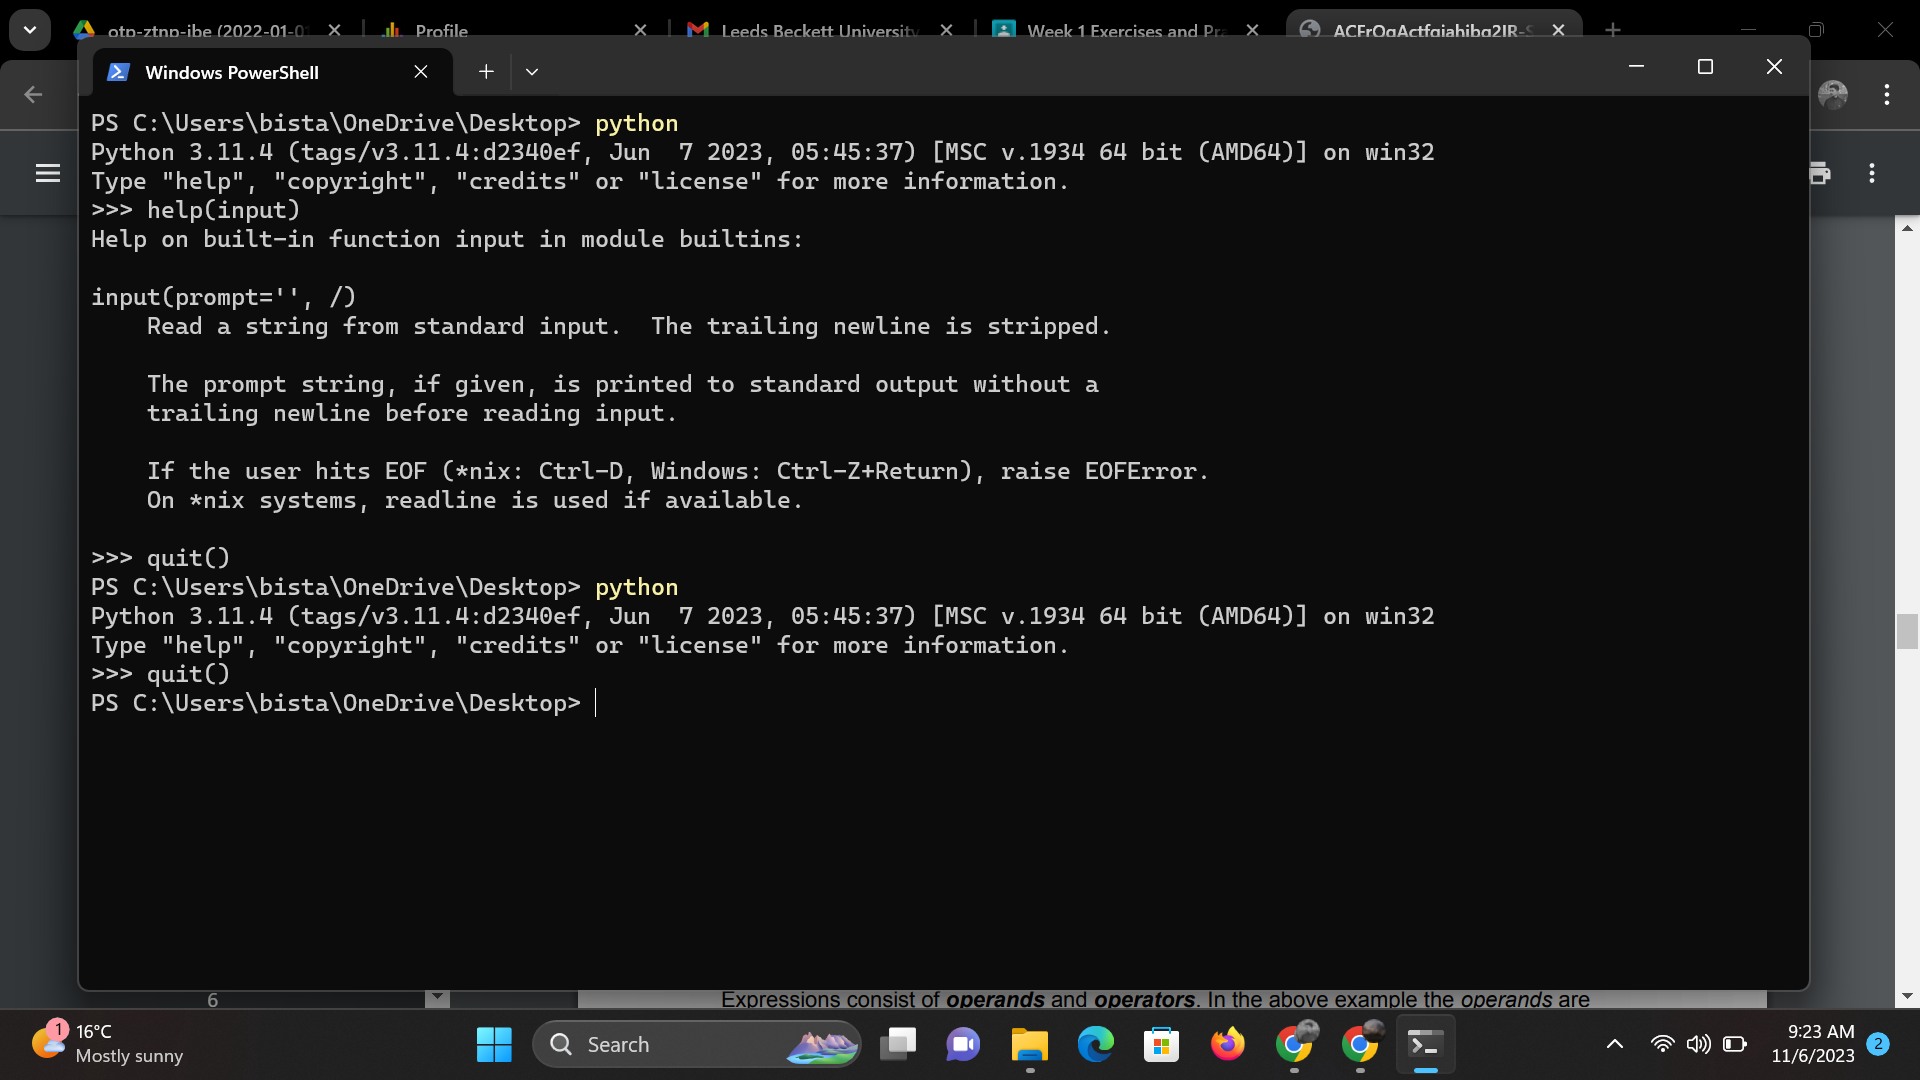 otp-ztnp-ibe (2022-01-0
Profile
Leeds Beckett University
Week 1 Exercises and Pra
Windows PowerShell
PS C:\Users\bista\OneDrive\Desktop> python
Python 3.11.4 (tags/v3.11.4:d2340ef, Jun  7 2023, 05:45:37) [MSC v.1934 64 bit (AMD64)] on win32
Type "help", "copyright", "credits" or "license" for more information.
>>> help(input)
Help on built-in function input in module builtins:
input(prompt='', /)
Read a string from standard input.  The trailing newline is stripped.
The prompt string, if given, is printed to standard output without a
trailing newline before reading input.
If the user hits EOF (*nix: Ctrl-D, Windows: Ctrl-Z+Return), raise EOFError.
On *nix systems, readline is used if available.
>>> quit()
PS C:\Users\bista\OneDrive\Desktop> python
Python 3.11.4 (tags/v3.11.4:d2340ef, Jun  7 2023, 05:45:37) [MSC v.1934 64 bit (AMD64)] on win32
Type "help", "copyright", "credits" or "license" for more information.
>>> quit()
PS C:\Users\bista\OneDrive\Desktop>
6
Expressions consist of operands and operators. In the above example the operands are
1
16°C
Mostly sunny
Search
9:23 AM
11/6/2023
2